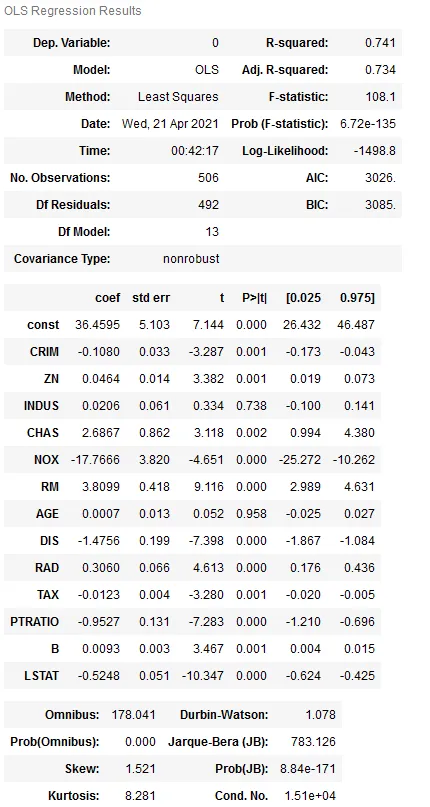 OLS Regression Results
Dep. Variable: 0 R-squared: 0.741
Model: OLS Adj. R-squared: 0.734
Method: Least Squares F-statistic: 108.1
Date: Wed, 21 Apr 2021 Prob (F-statistic): 6.72e-135
Time: 00:42:17 Log-Likelihood: -1498.8
No. Observations: 506 AIC: 3026.
Df Residuals: 492 BIC: 3085.
Df Model: 13
Covariance Type: nonrobust
coef std err t P>|t| [0.025 0.975]
const 36.4595 5.103 7.144 0.000 26.432 46.487
CRIM -0.1080 0.033 -3.287 0.001 -0.173 -0.043
ZN 0.0464 0.014 3.382 0.001 0.019 0.073
INDUS 0.0206 0.061 0.334 0.738 -0.100 0.141
CHAS 2.6867 0.862 3.118 0.002 0.994 4.380
NOX -17.7666 3.820 -4.651 0.000 -25.272 -10.262
RM 3.8099 0.418 9.116 0.000 2.989 4.631
AGE 0.0007 0.013 0.052 0.958 -0.025 0.027
DIS -1.4756 0.199 -7.398 0.000 -1.867 -1.084
RAD 0.3060 0.066 4.613 0.000 0.176 0.436
TAX -0.0123 0.004 -3.280 0.001 -0.020 -0.005
PTRATIO -0.9527 0.131 -7.283 0.000 -1.210 -0.696
B 0.0093 0.003 3.467 0.001 0.004 0.015
LSTAT -0.5248 0.051 -10.347 0.000 -0.624 -0.425
Omnibus: 178.041 Durbin-Watson: 1.078
Prob(Omnibus): 0.000 Jarque-Bera (JB): 783.126
Skew: 1.521 Prob(JB): 8.84e-171
Kurtosis: 8.281 Cond. No. 1.51e+04